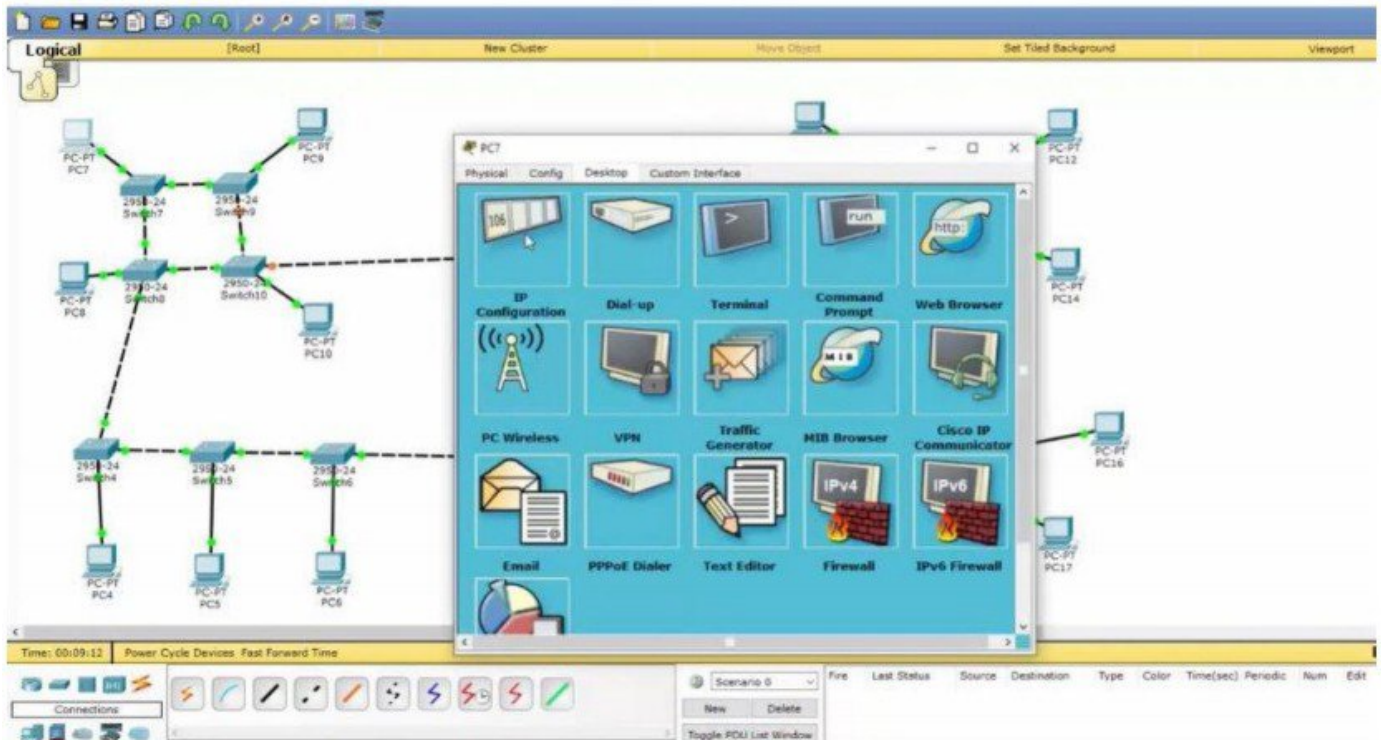 Logical
[Root]
New Cluster
Move Object
Set Tiled Background
Viewport
PC-PT
PC7
PC-PT
PC9
2950-24
Switch7
2950-24
Switch9
PC-PT
PC8
2950-24
Switch8
2950-24
Switch10
PC-PT
PC10
2950-24
Switch4
2950-24
Switch5
2950-24
Switch6
PC-PT
PC4
PC-PT
PC5
PC-PT
PC6
PC-PT
PC12
PC-PT
PC14
PC-PT
PC16
PC-PT
PC17
PC7
Physical Config Desktop Custom Interface
106
>
run
http:
IP Configuration
Dial-up
Terminal
Command Prompt
Web Browser
MIB
PC Wireless
VPN
Traffic Generator
MIB Browser
Cisco IP Communicator
IPv4
IPv6
Email
PPPoE Dialer
Text Editor
Firewall
IPv6 Firewall
Time: 00:09:12 Power Cycle Devices Fast Forward Time
Connections
Scenario 0
New Delete
Toggle PDU List Window
Fire Last Status Source Destination Type Color Time(sec) Periodic Num Edit